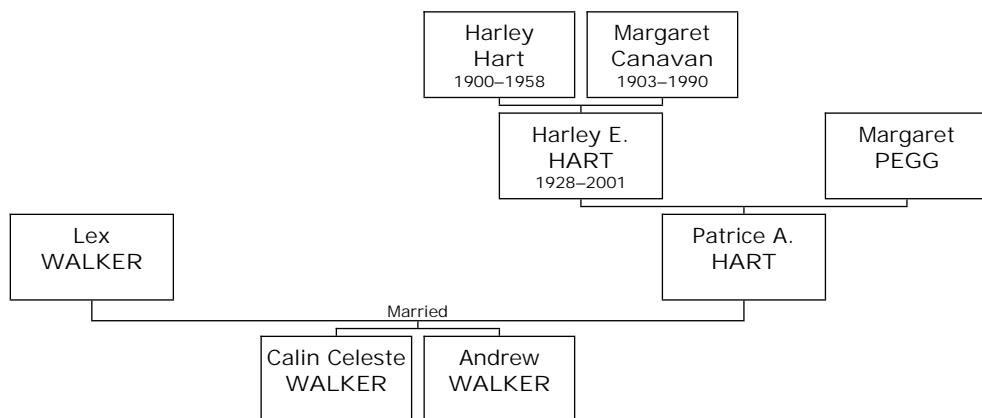 Harley
Hart
1900–1958
Margaret
Canavan
1903–1990
Harley E.
HART
1928–2001
Margaret
PEGG
Lex
WALKER
Patrice A.
HART
Married
Calin Celeste
WALKER
Andrew
WALKER